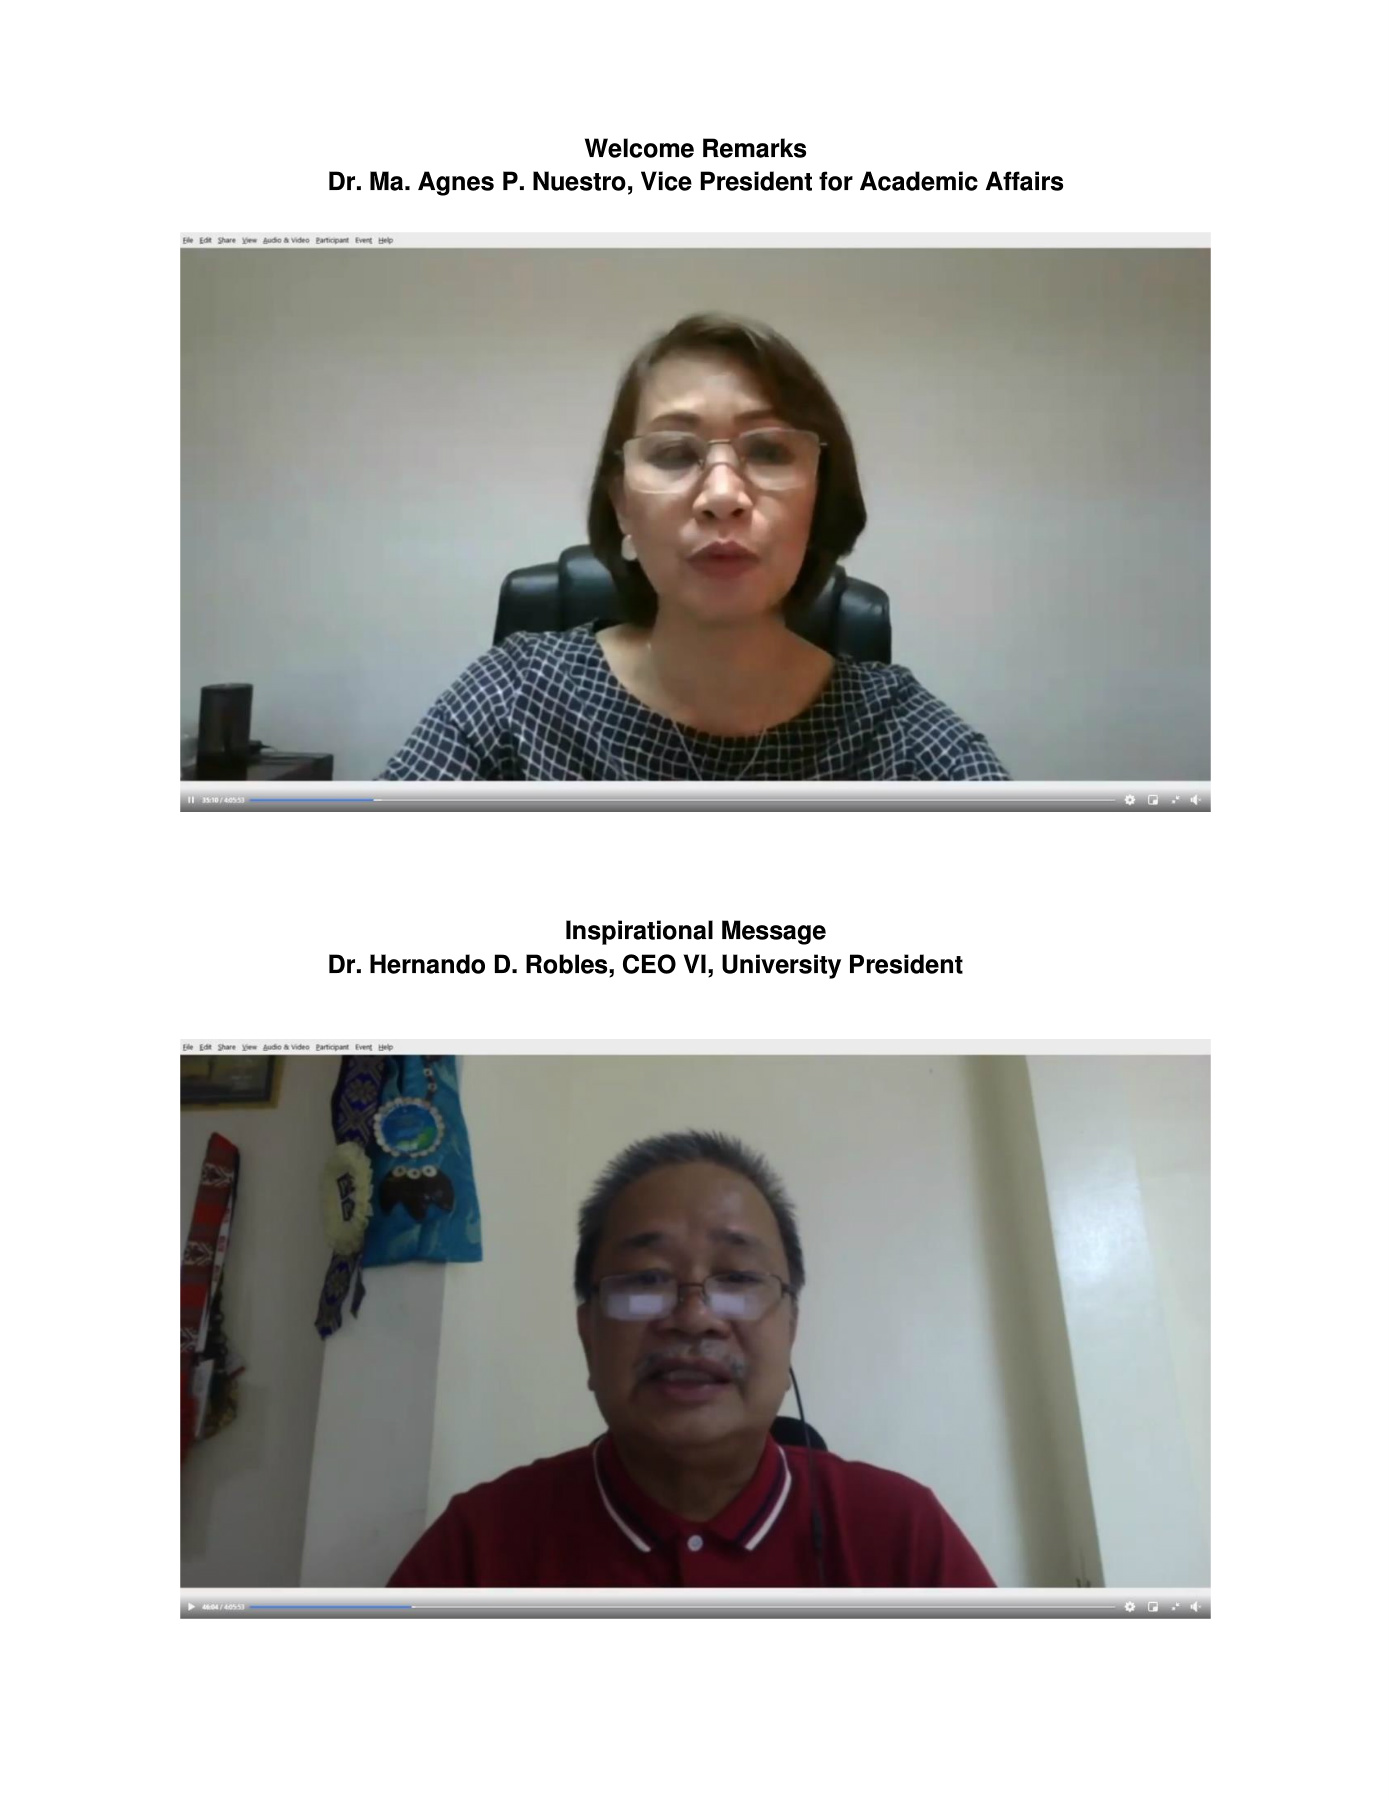 Welcome Remarks
Dr. Ma. Agnes P. Nuestro, Vice President for Academic Affairs
File Edit Share View Audio & Video Participant Event Help
35:10 / 4:05:53
Inspirational Message
Dr. Hernando D. Robles, CEO VI, University President
File Edit Share View Audio & Video Participant Event Help
46:04 / 4:05:53